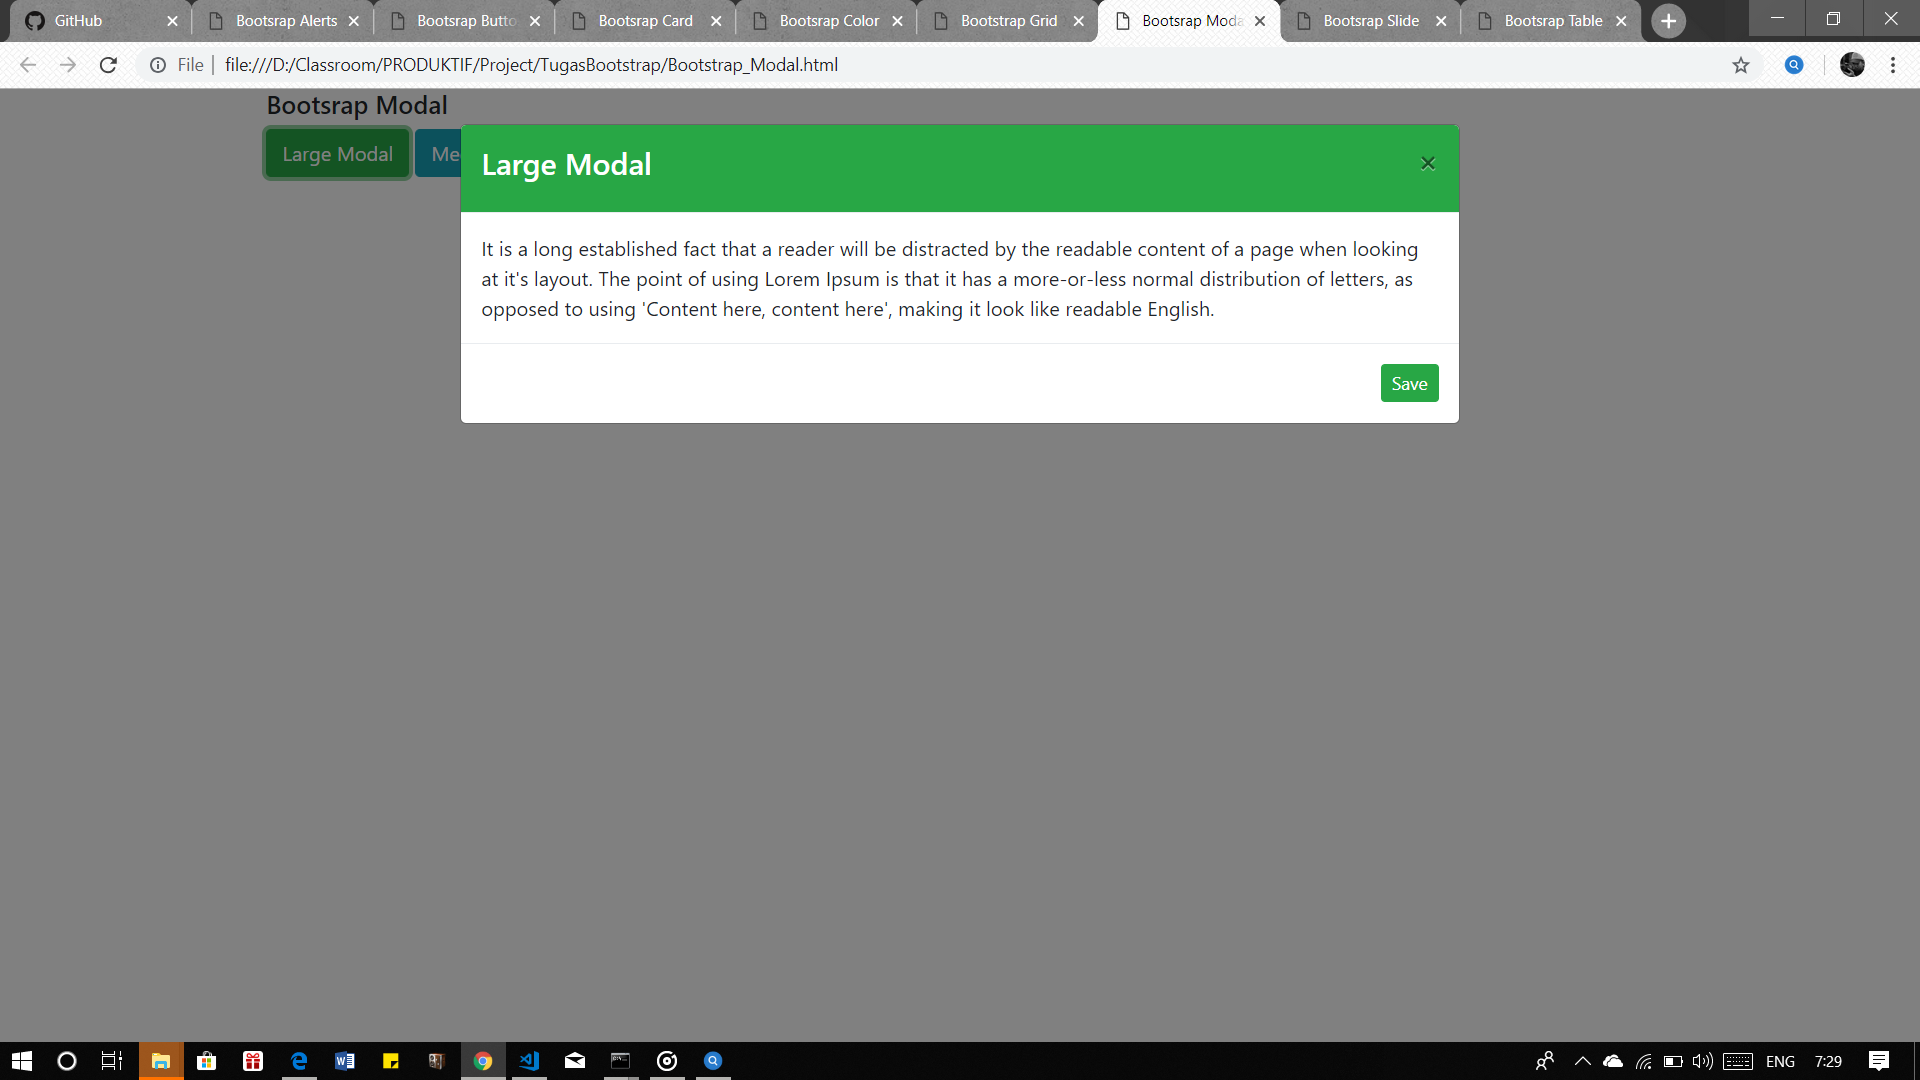 GitHub
Bootsrap Alerts
Bootsrap Butto
Bootsrap Card
Bootsrap Color
Bootstrap Grid
Bootsrap Moda
Bootsrap Slide
Bootsrap Table
File
file:///D:/Classroom/PRODUKTIF/Project/TugasBootstrap/Bootstrap_Modal.html
Bootsrap Modal
Large Modal
Me
Large Modal
×
It is a long established fact that a reader will be distracted by the readable content of a page when looking
at it's layout. The point of using Lorem Ipsum is that it has a more-or-less normal distribution of letters, as
opposed to using 'Content here, content here', making it look like readable English.
Save
ENG
7:29